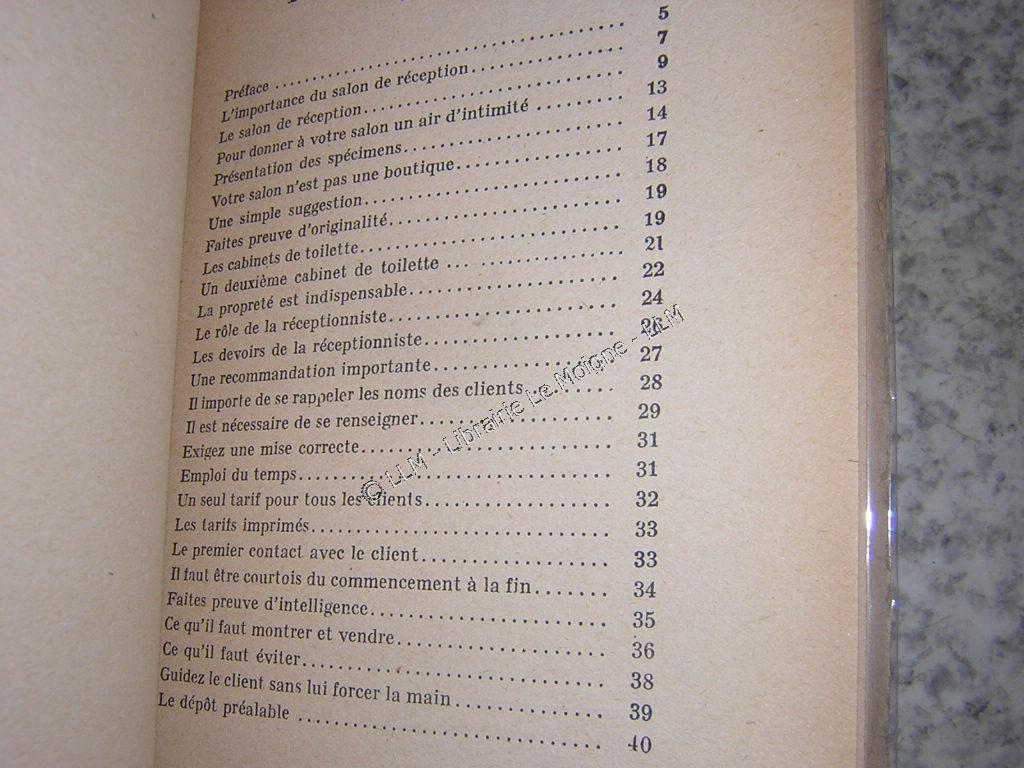 Préface ........ 5
L'importance du salon de réception ........ 7
Le salon de réception ........ 9
Pour donner à votre salon un air d'intimité ........ 13
Présentation des spécimens ........ 14
Votre salon n'est pas une boutique ........ 17
Une simple suggestion ........ 18
Faites preuve d'originalité ........ 19
Les cabinets de toilette ........ 19
Un deuxième cabinet de toilette ... ........ 21
La propreté est indispensable ........ 22
Le rôle de la réceptionniste ........ 24
Les devoirs de la réceptionniste ........ 26
Une recommandation importante ........ 27
Il importe de se rappeler les noms des clients ........ 28
Il est nécessaire de se renseigner ........ 29
Exigez une mise correcte ........ 31
Emploi du temps ........ 31
Un seul tarif pour tous les clients ........ 32
Les tarifs imprimés ........ 33
Le premier contact avec le client ........ 33
Il faut être courtois du commencement à la fin ........ 34
Faites preuve d'intelligence ........ 35
Ce qu'il faut montrer et vendre ........ 36
Ce qu'il faut éviter ........ 38
Guidez le client sans lui forcer la main ........ 39
Le dépôt préalable ........ 40
© LLM - Librairie Le Moigne - LLM